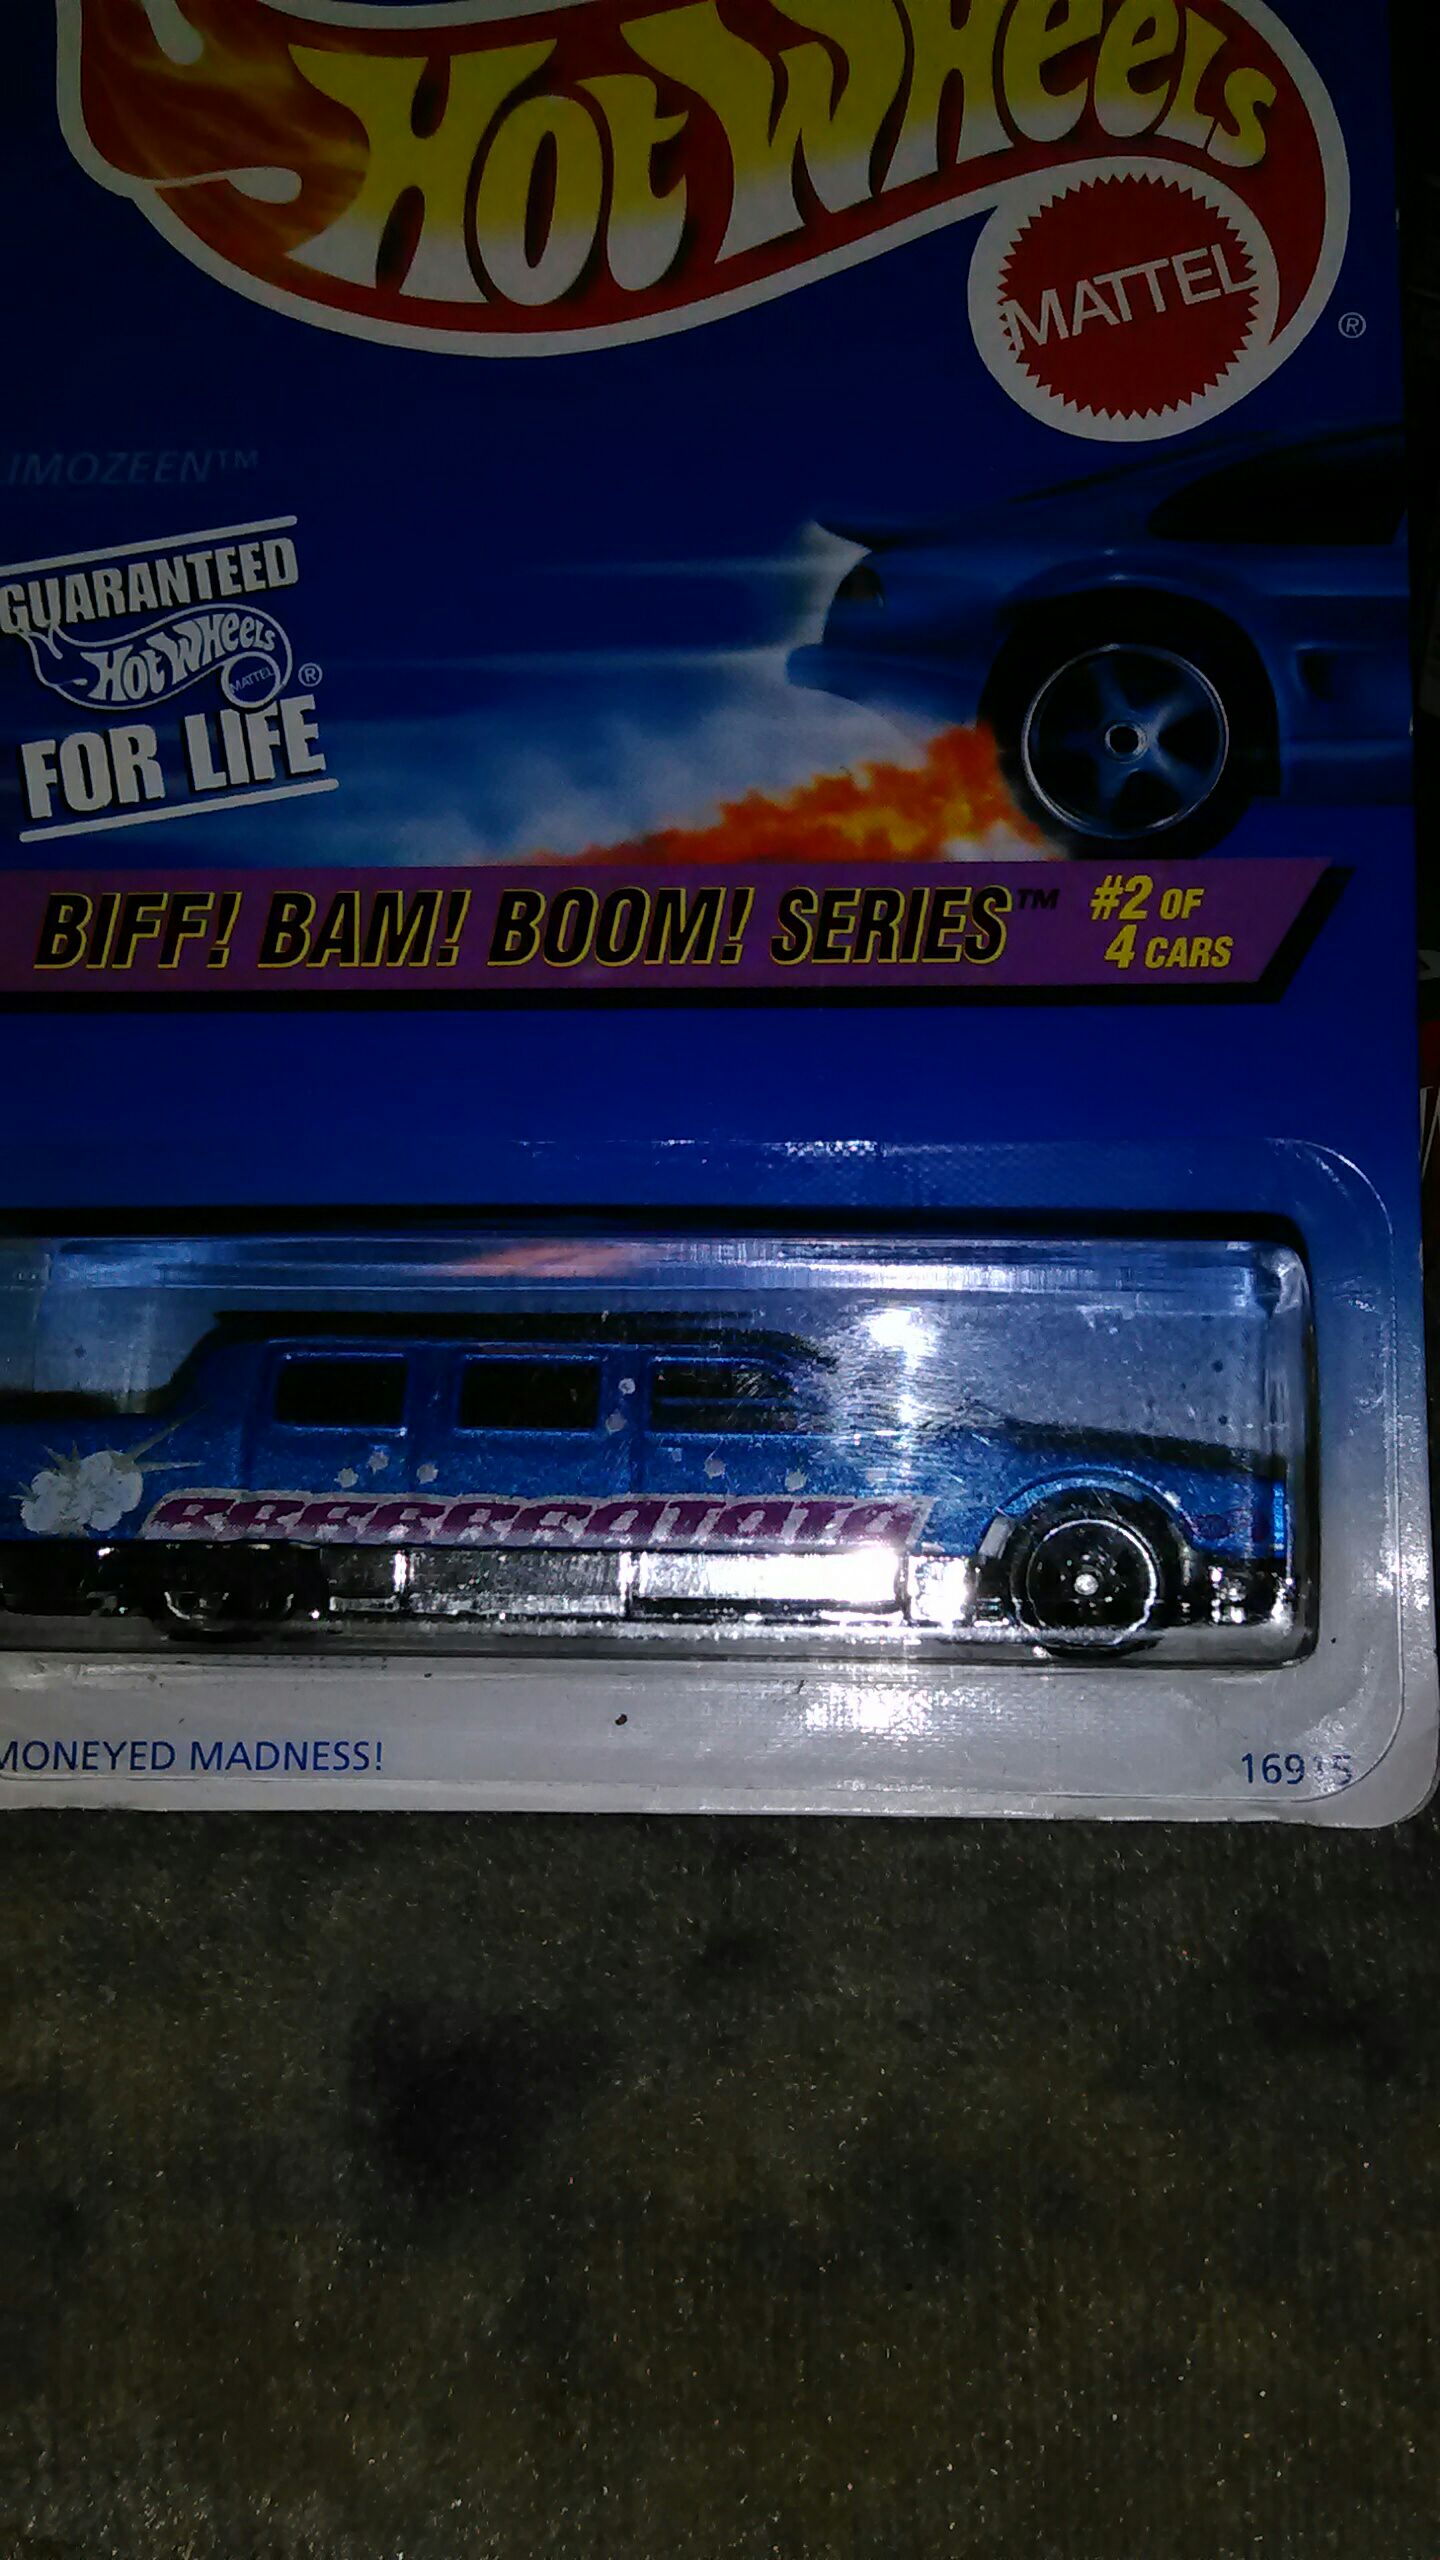 HOT WHEELS
MATTEL
®
IMOZEEN™
GUARANTEED
HOT WHEELS
MATTEL
®
FOR LIFE
BIFF! BAM! BOOM! SERIES™ #2 OF
4 CARS
MONEYED MADNESS!
16915